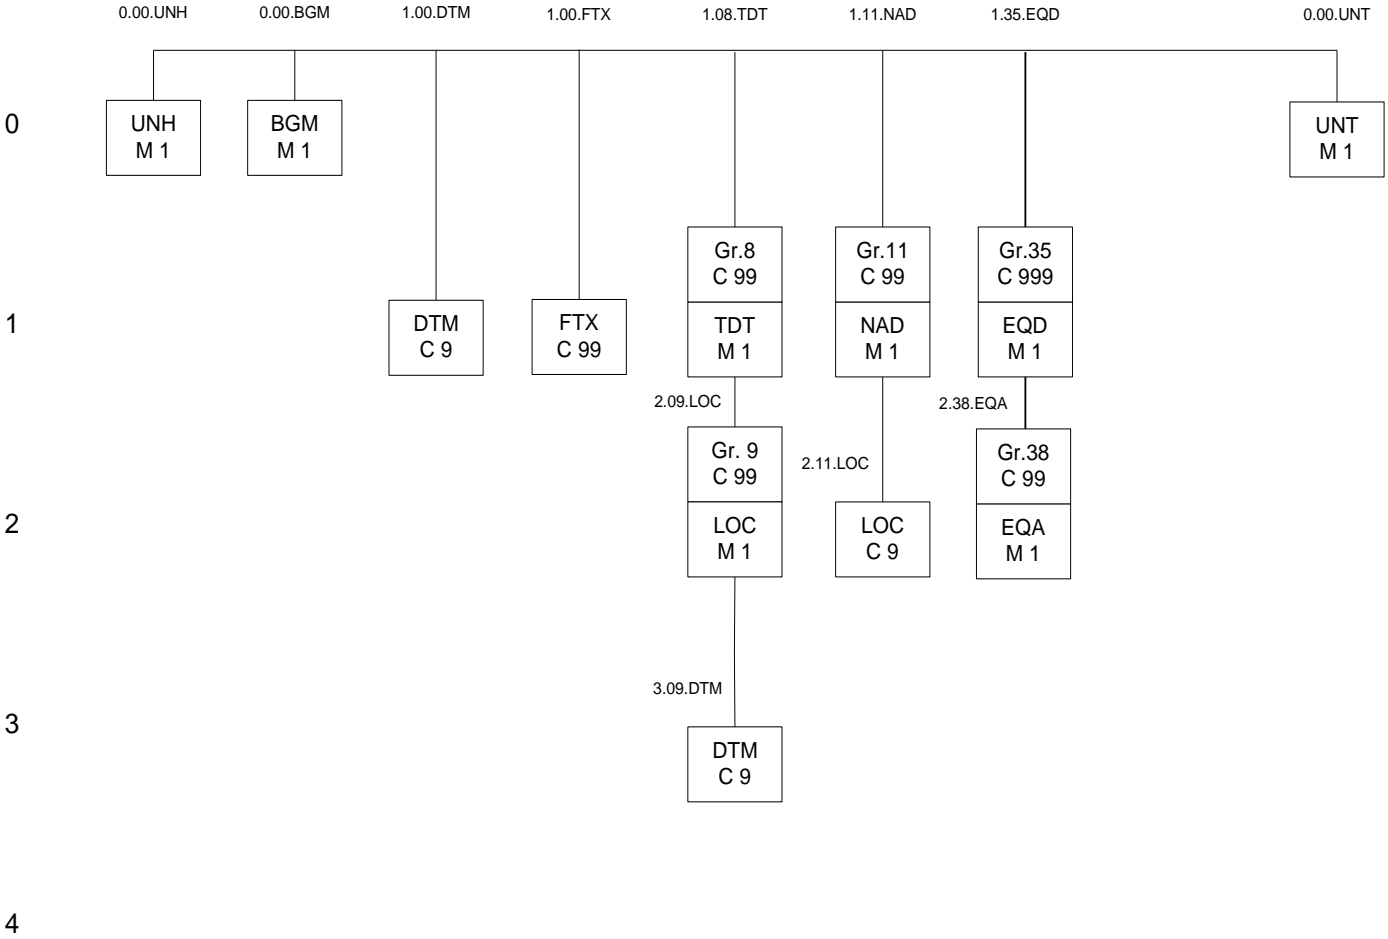 0.00.UNH
0.00.BGM
1.00.DTM
1.00.FTX
1.08.TDT
1.11.NAD
1.35.EQD
0.00.UNT
0
UNH
M 1
BGM
M 1
UNT
M 1
Gr.8
C 99
Gr.11
C 99
Gr.35
C 999
1
DTM
C 9
FTX
C 99
TDT
M 1
NAD
M 1
EQD
M 1
2.09.LOC
2.38.EQA
Gr. 9
C 99
2.11.LOC
Gr.38
C 99
2
LOC
M 1
LOC
C 9
EQA
M 1
3.09.DTM
3
DTM
C 9
4